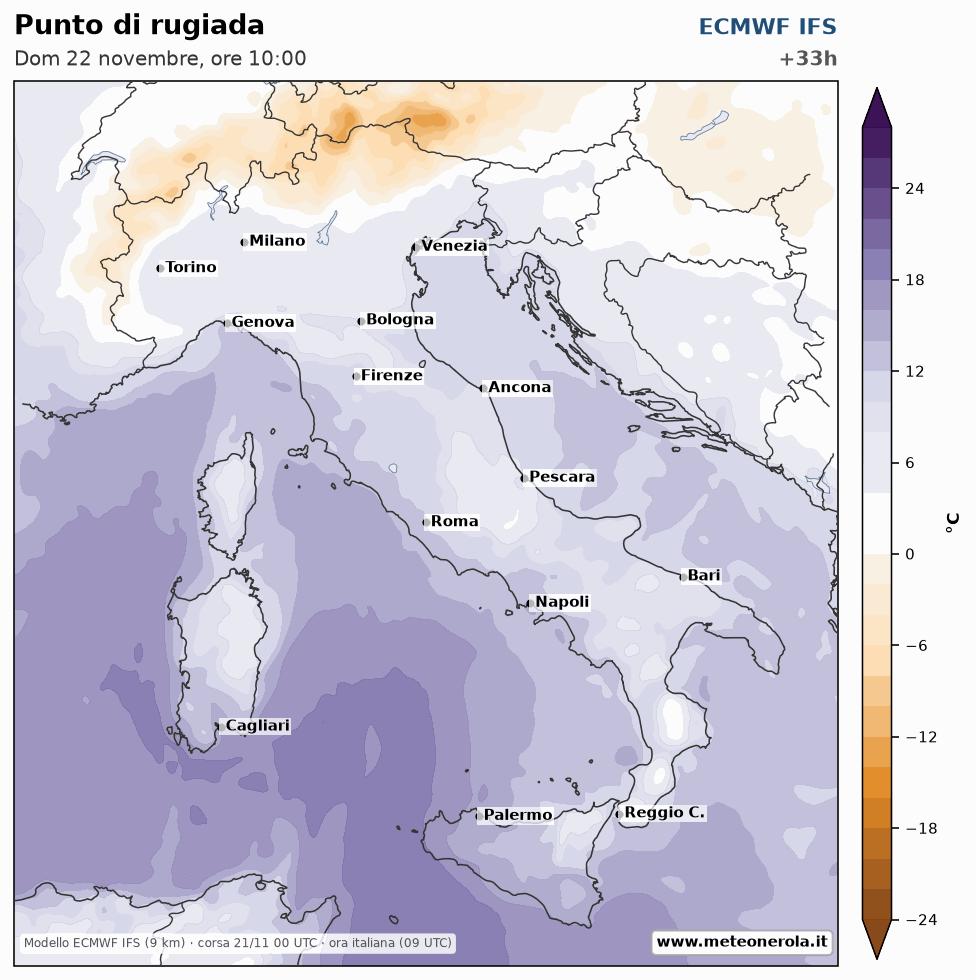 Punto di rugiada
ECMWF IFS
Dom 22 novembre, ore 10:00
+33h
Milano
Venezia
Torino
Genova
Bologna
Firenze
Ancona
Pescara
Roma
Bari
Napoli
Cagliari
Palermo
Reggio C.
24
18
12
6
0
−6
−12
−18
−24
°C
Modello ECMWF IFS (9 km) · corsa 21/11 00 UTC · ora italiana (09 UTC)
www.meteonerola.it